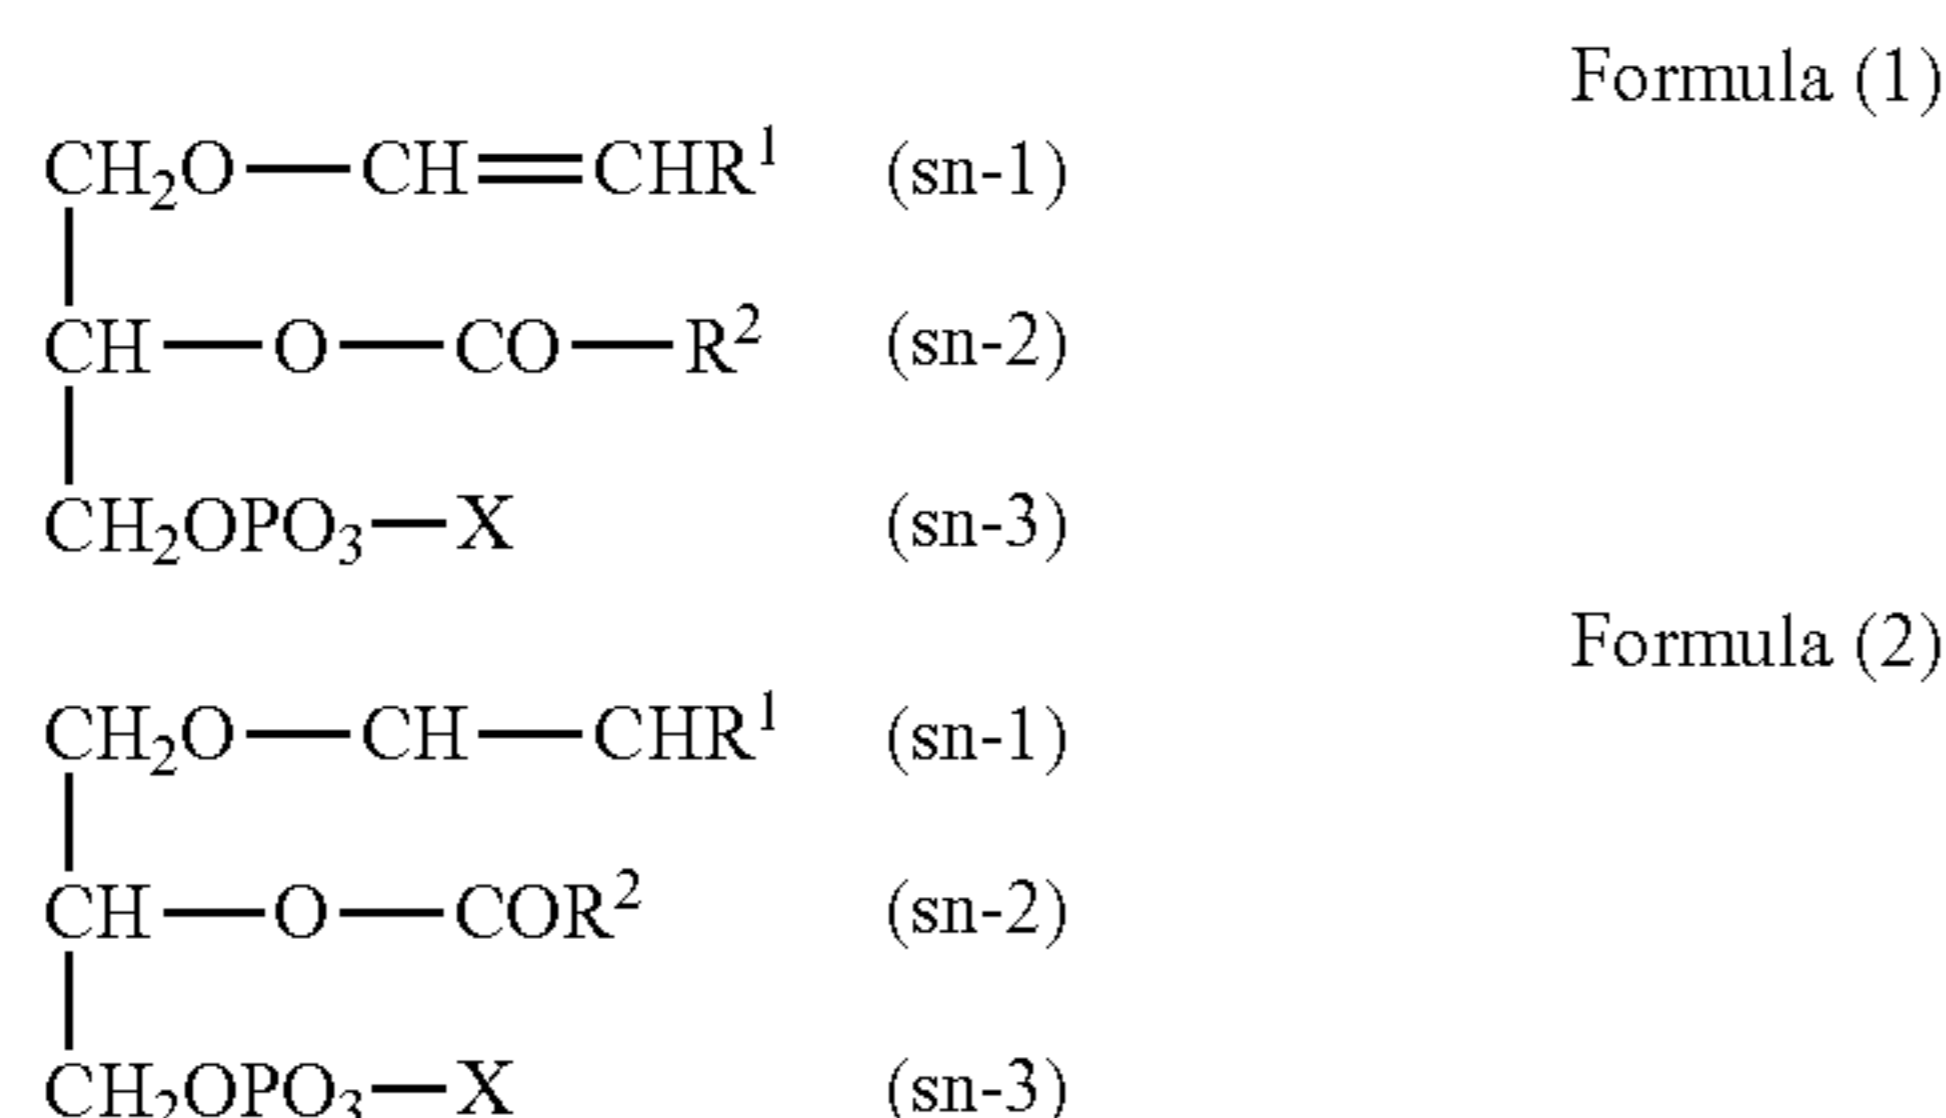 Formula (1)
CH₂O—CH=CHR¹ (sn-1)
CH—O—CO—R² (sn-2)
CH₂OPO₃—X (sn-3)
Formula (2)
CH₂O—CH—CHR¹ (sn-1)
CH—O—COR² (sn-2)
CH₂OPO₃—X (sn-3)